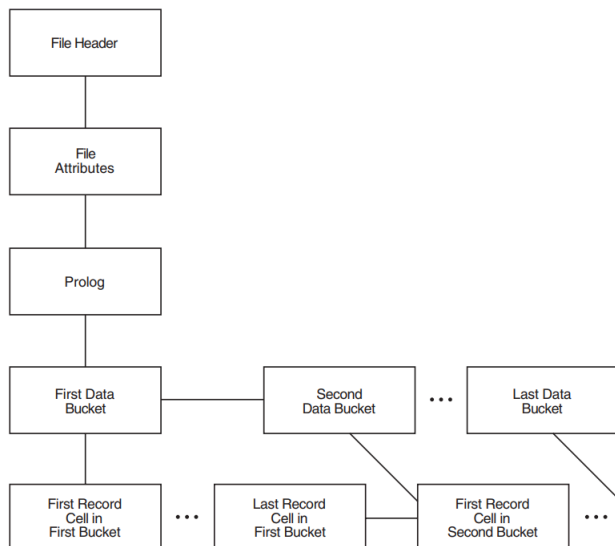 File Header
File
Attributes
Prolog
First Data
Bucket
Second
Data Bucket
•••
Last Data
Bucket
First Record
Cell in
First Bucket
•••
Last Record
Cell in
First Bucket
First Record
Cell in
Second Bucket
•••